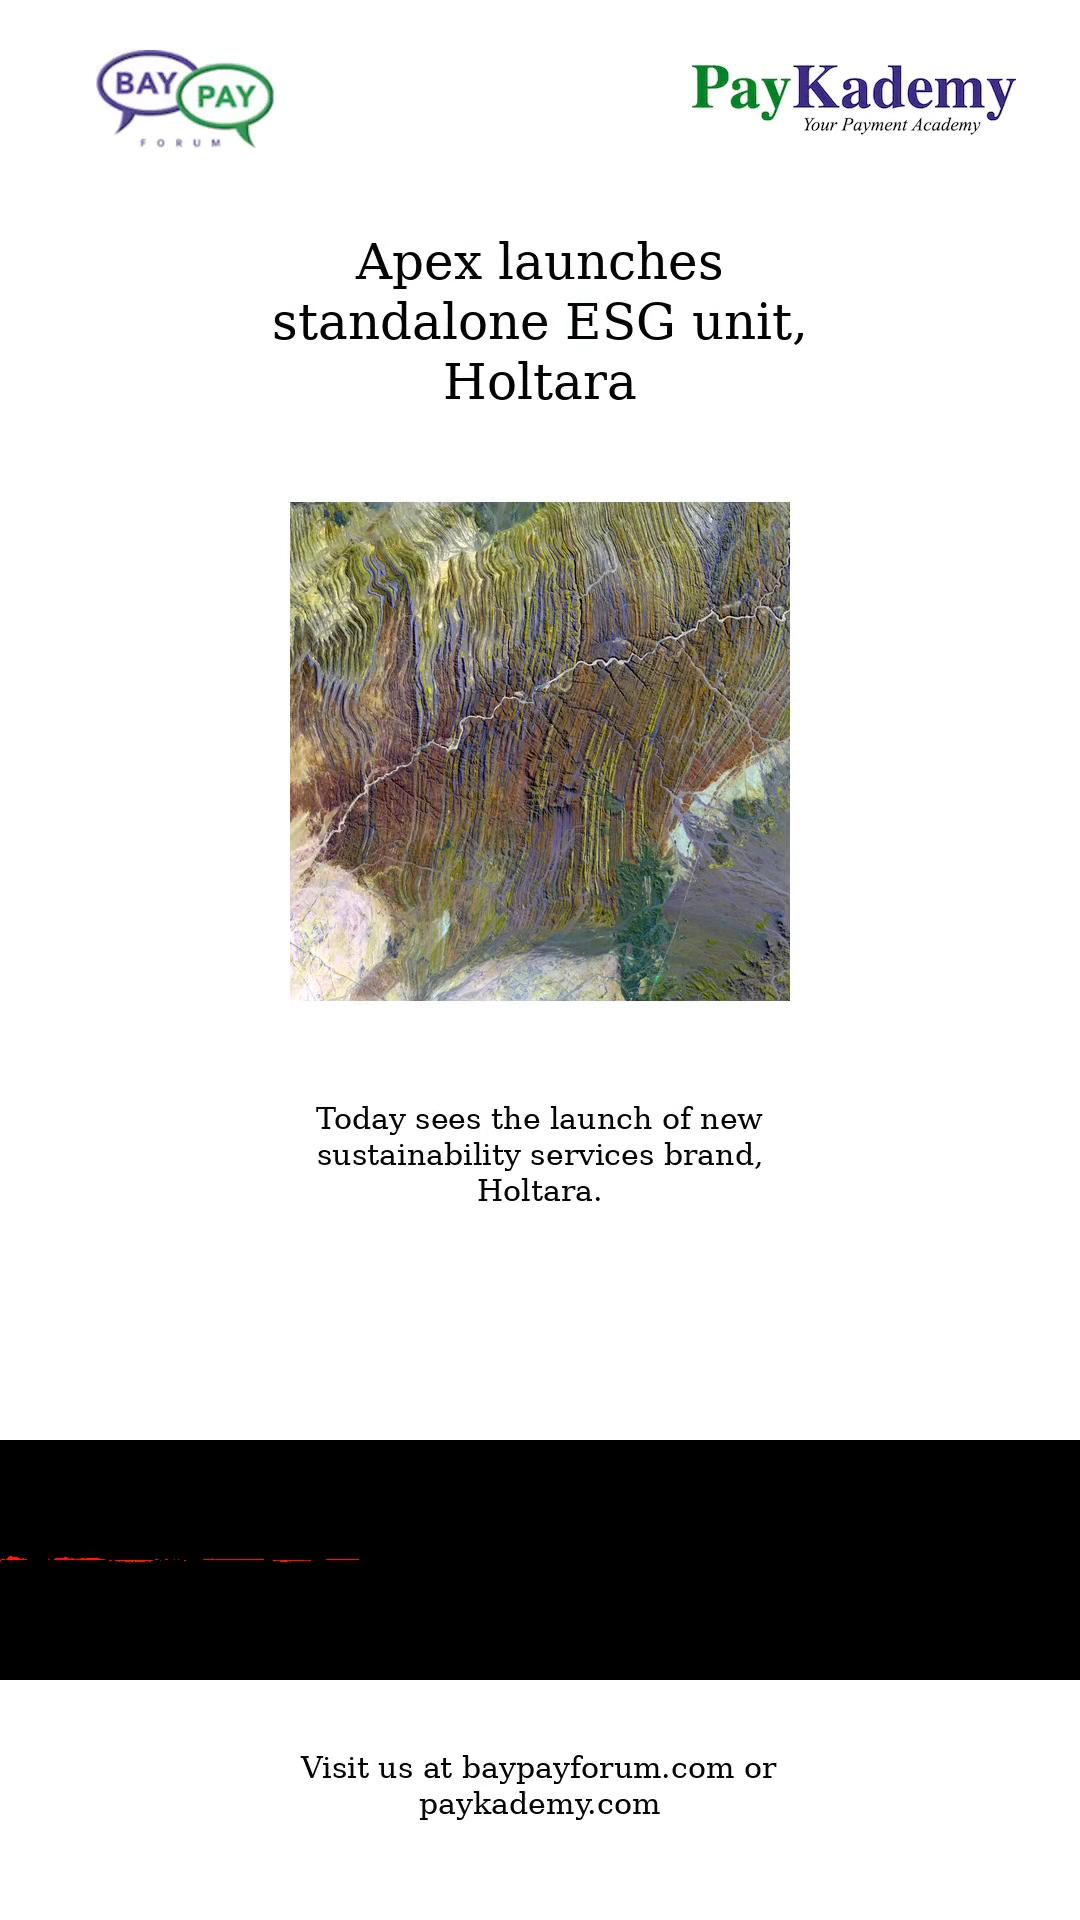 BAY
PAY
FORUM
PayKademy
Your Payment Academy
Apex launches
standalone ESG unit,
Holtara
Today sees the launch of new
sustainability services brand,
Holtara.
Visit us at baypayforum.com or
paykademy.com